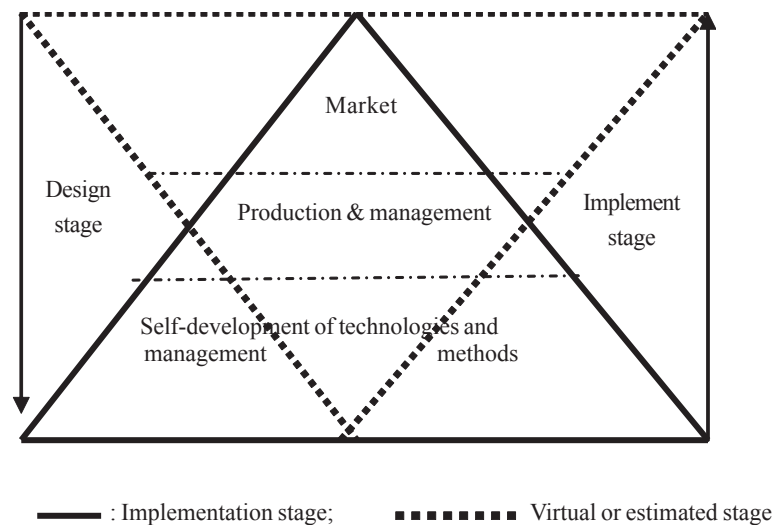 Market
Design
stage
Production & management
Implement
stage
Self-development of technologies and
management methods
: Implementation stage; Virtual or estimated stage